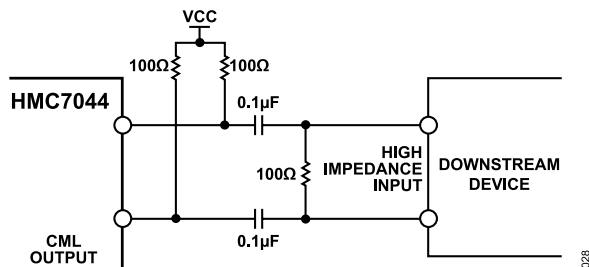 VCC
100Ω
100Ω
HMC7044
0.1µF
HIGH
IMPEDANCE
INPUT
100Ω
DOWNSTREAM
DEVICE
CML
OUTPUT
0.1µF
028